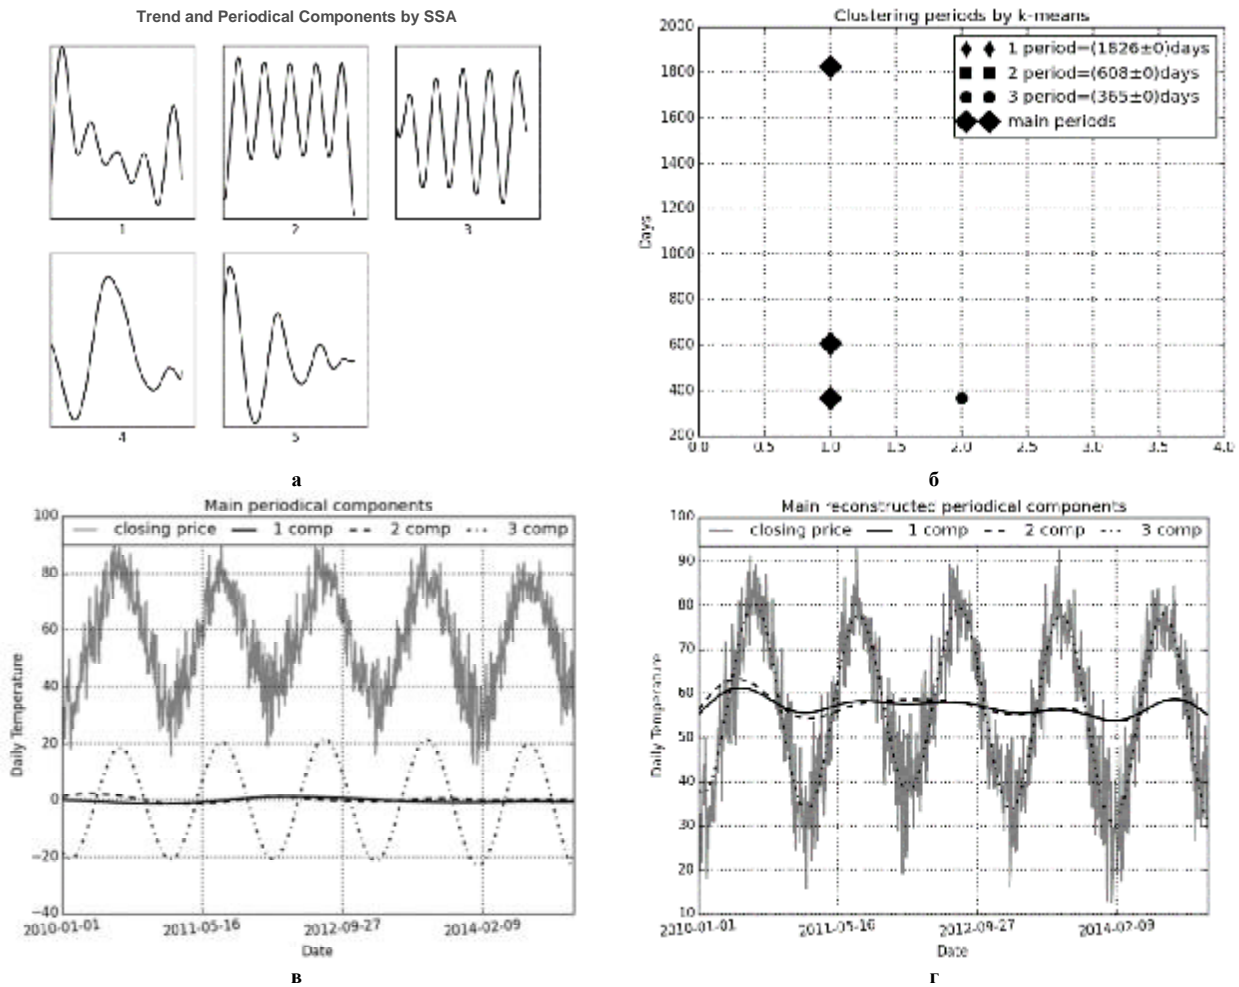 Trend and Periodical Components by SSA
1
2
3
4
5
а
Clustering periods by k-means
2000
1800
1600
1400
1200
1000
800
600
400
200
Days
1 period=(1826±0)days
2 period=(608±0)days
3 period=(365±0)days
main periods
0.0 0.5 1.0 1.5 2.0 2.5 3.0 3.5 4.0
б
Main periodical components
closing price 1 comp 2 comp 3 comp
100
80
60
40
20
0
−20
−40
Daily Temperature
2010-01-01 2011-05-16 2012-09-27 2014-02-09
Date
в
Main reconstructed periodical components
closing price 1 comp 2 comp 3 comp
100
90
80
70
60
50
40
30
20
10
Daily Temperature
2010-01-01 2011-05-16 2012-09-27 2014-02-09
Date
г